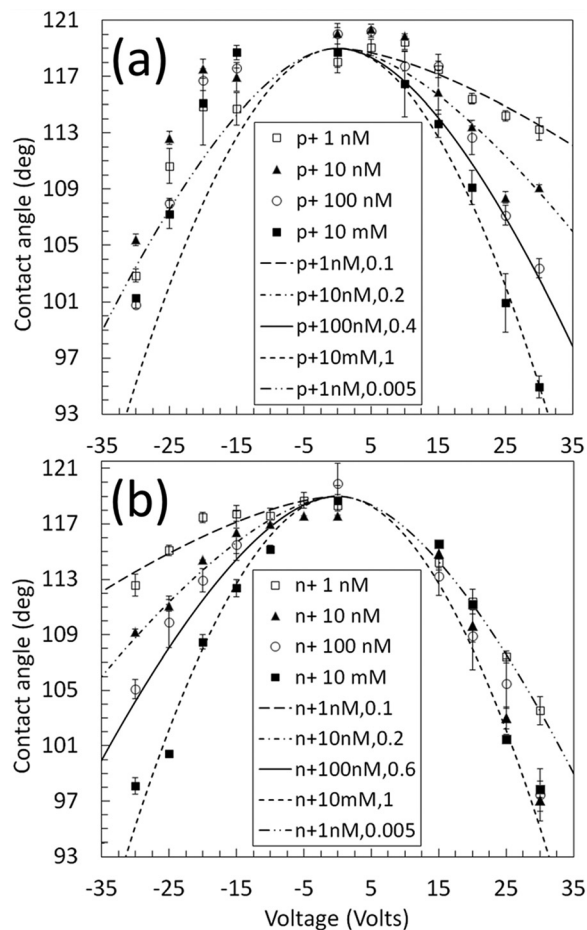 121
117
113
109
105
101
97
93
Contact angle (deg)
(a)
p+ 1 nM
p+ 10 nM
p+ 100 nM
p+ 10 mM
p+1nM,0.1
p+10nM,0.2
p+100nM,0.4
p+10mM,1
p+1nM,0.005
-35 -25 -15 -5 5 15 25 35
121
117
113
109
105
101
97
93
Contact angle (deg)
(b)
n+ 1 nM
n+ 10 nM
n+ 100 nM
n+ 10 mM
n+1nM,0.1
n+10nM,0.2
n+100nM,0.6
n+10mM,1
n+1nM,0.005
-35 -25 -15 -5 5 15 25 35
Voltage (Volts)